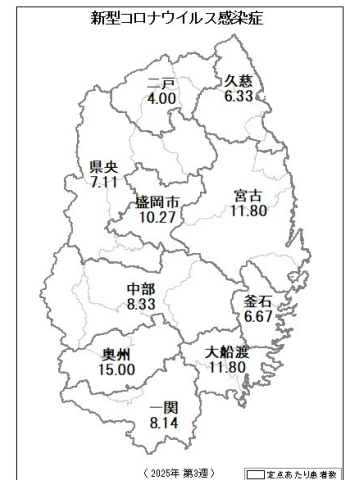 新型コロナウイルス感染症
二戸
4.00
久慈
6.33
県央
7.11
盛岡市
10.27
宮古
11.80
中部
8.33
釜石
6.67
奥州
15.00
大船渡
11.80
一関
8.14
（2025年 第3週）
定点あたり患者数